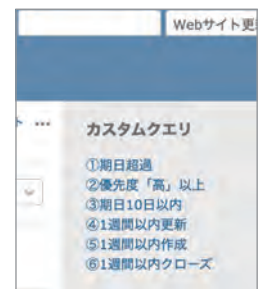 Webサイト更
ト ...
カスタムクエリ
①期日超過
②優先度「高」以上
③期日10日以内
④1週間以内更新
⑤1週間以内作成
⑥1週間以内クローズ